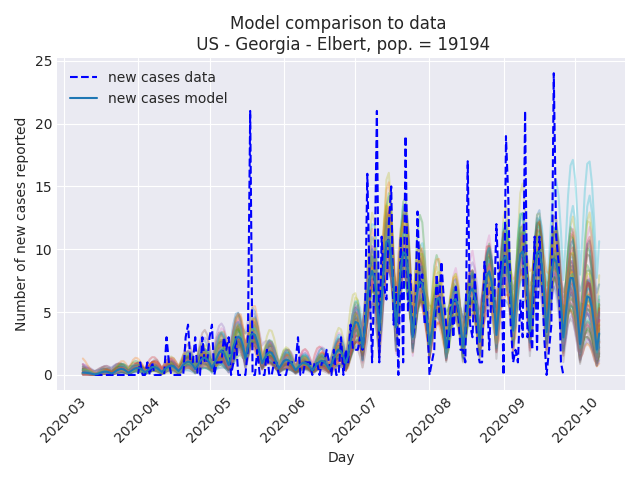 Model comparison to data
US - Georgia - Elbert, pop. = 19194
new cases data
new cases model
Number of new cases reported
25
20
15
10
5
0
2020-03
2020-04
2020-05
2020-06
2020-07
2020-08
2020-09
2020-10
Day